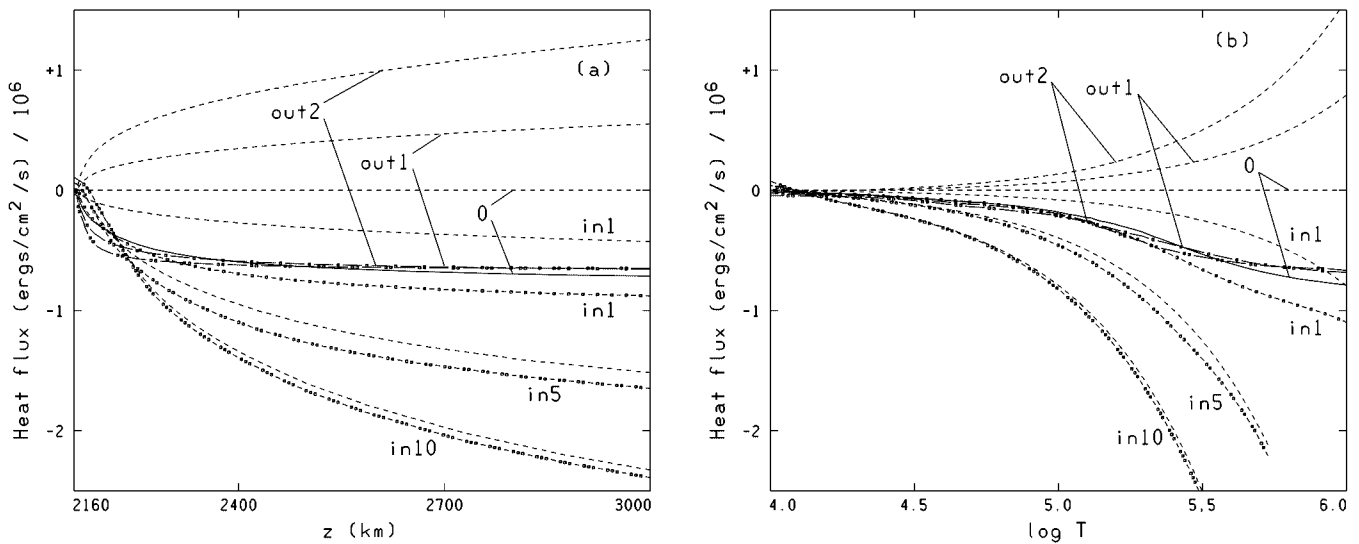 Heat flux (ergs/cm²/s) / 10⁶
+1
0
-1
-2
2160
2400
2700
3000
z (km)
(a)
out2
out1
0
in1
in1
in5
in10
Heat flux (ergs/cm²/s) / 10⁶
+1
0
-1
-2
4.0
4.5
5.0
5.5
6.0
log T
(b)
out2
out1
0
in1
in1
in5
in10